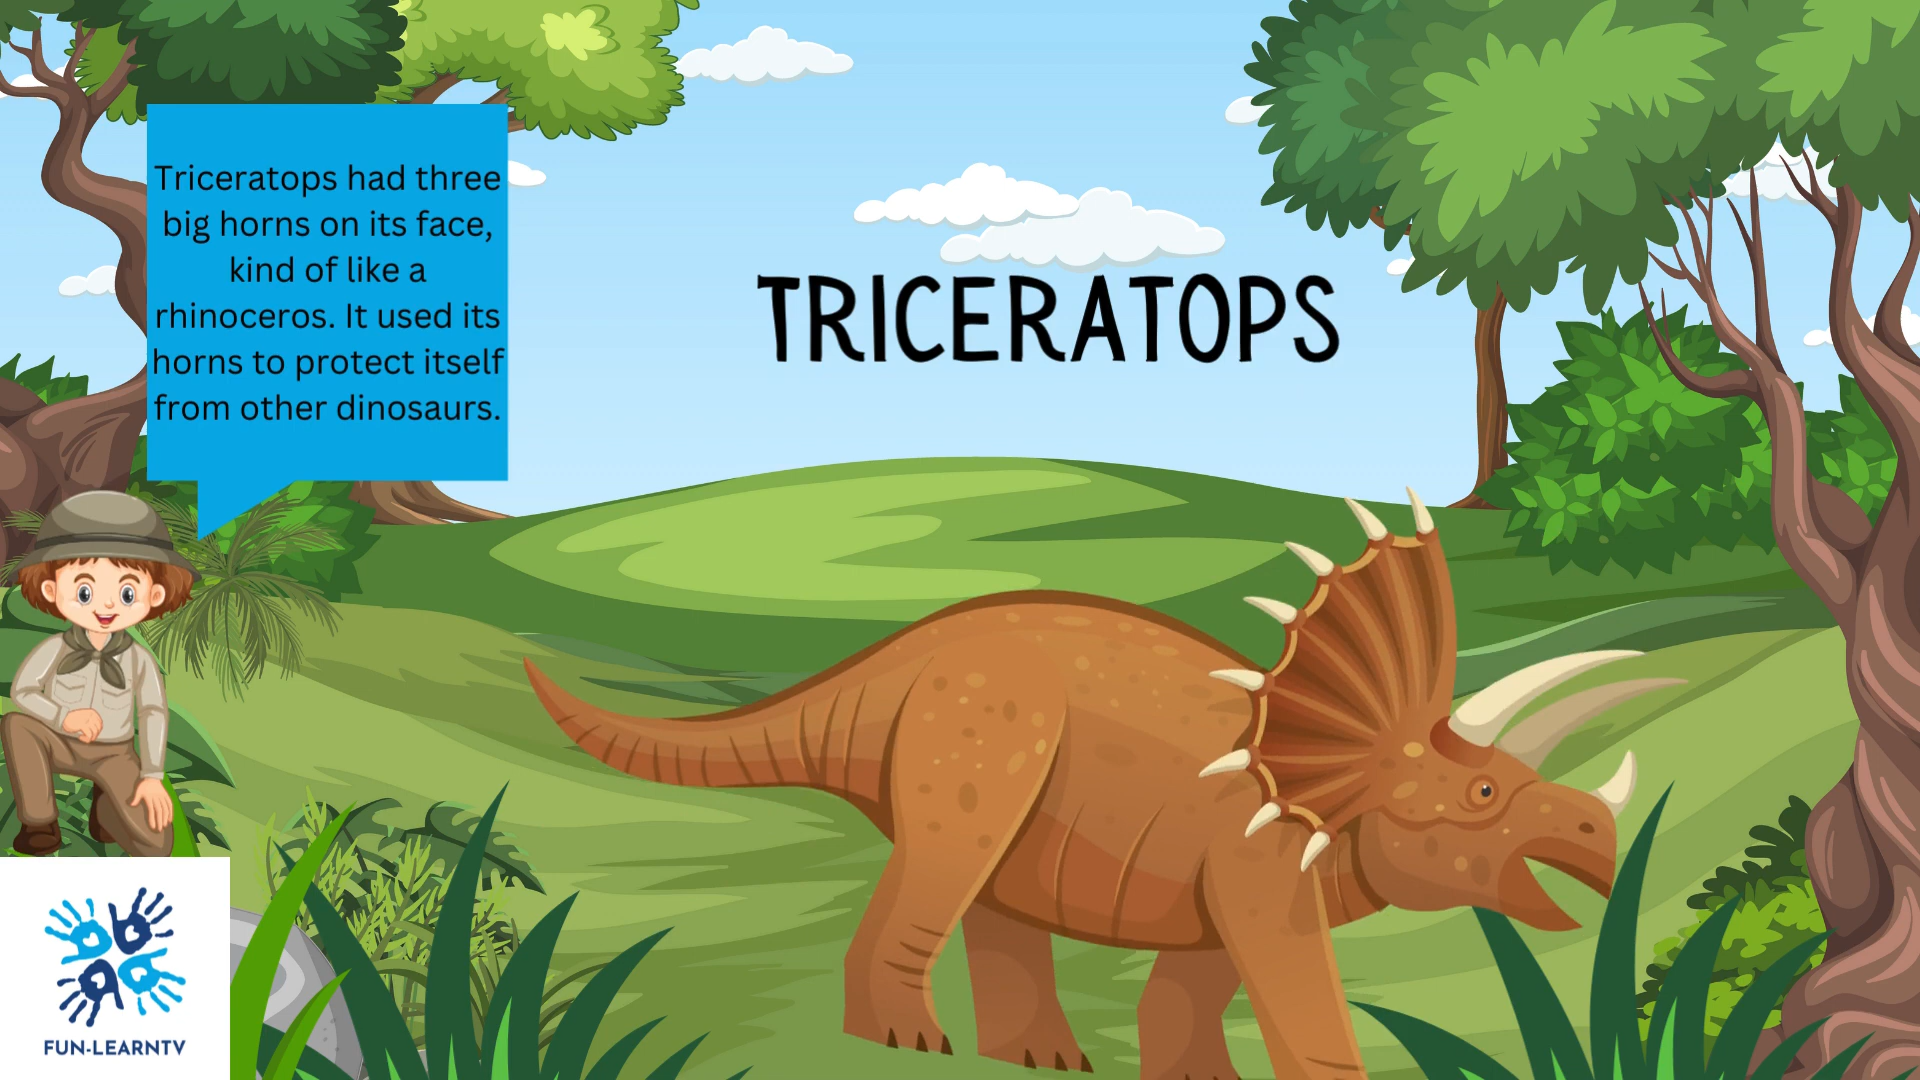 Triceratops had three
big horns on its face,
kind of like a
rhinoceros. It used its
horns to protect itself
from other dinosaurs.
TRICERATOPS
FUN-LEARNTV